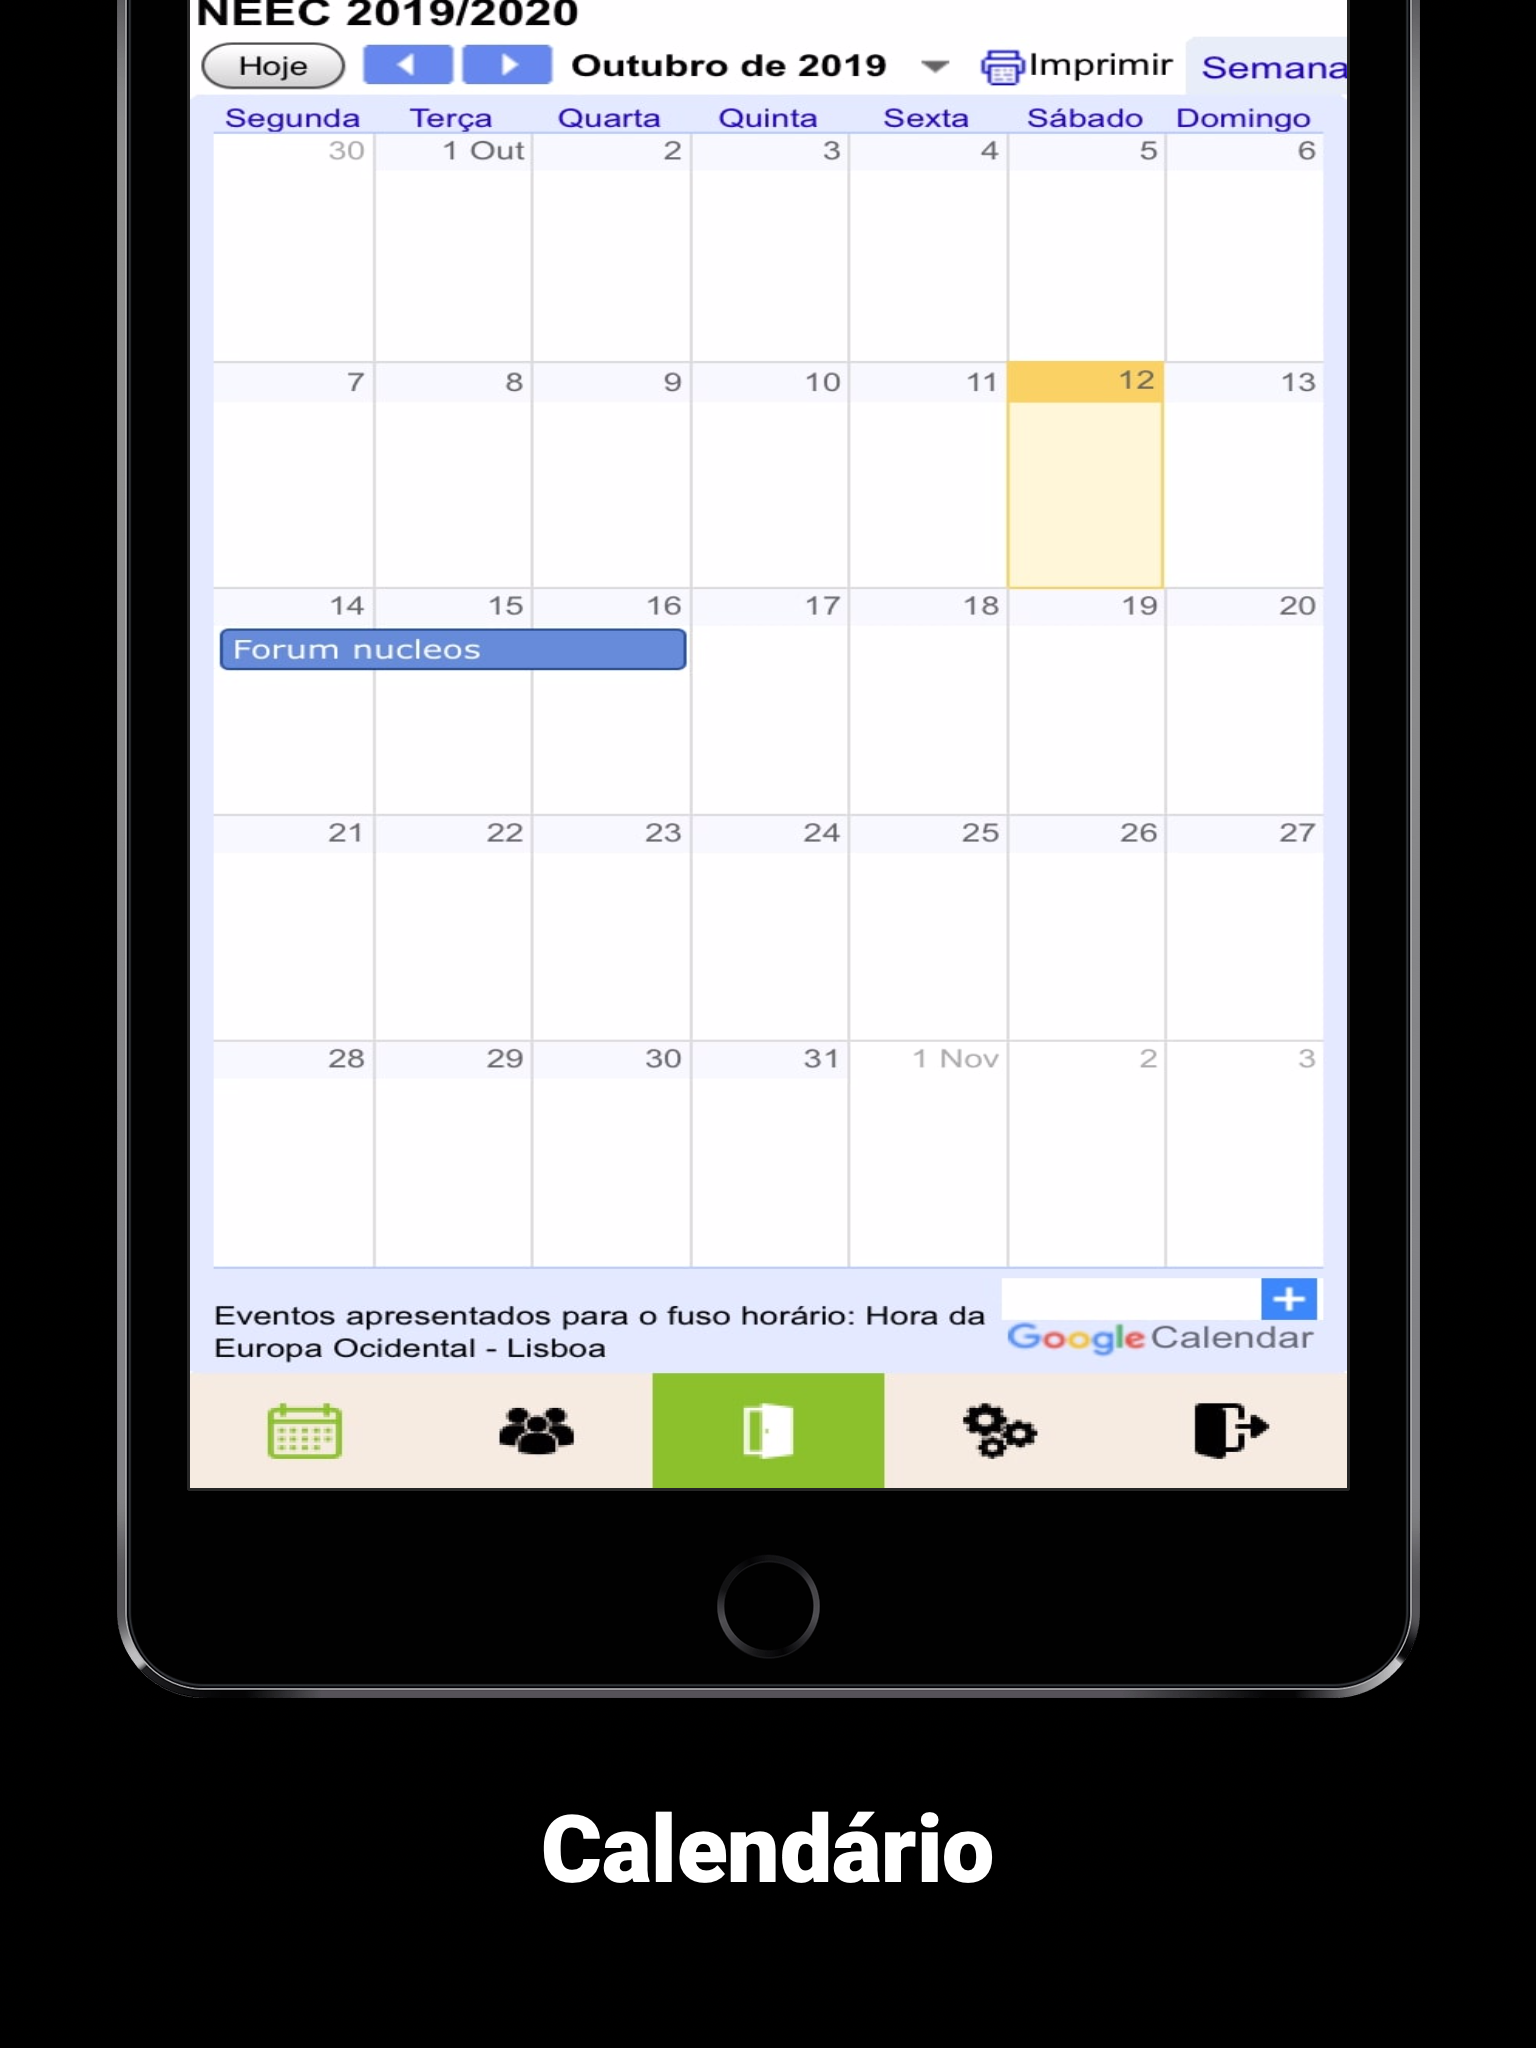 NEEC 2019/2020
Hoje Outubro de 2019 Imprimir Semana
Segunda Terça Quarta Quinta Sexta Sábado Domingo
30 1 Out 2 3 4 5 6
7 8 9 10 11 12 13
14 15 16 17 18 19 20
Forum nucleos
21 22 23 24 25 26 27
28 29 30 31 1 Nov 2 3
Eventos apresentados para o fuso horário: Hora da
Europa Ocidental - Lisboa
Google Calendar
Calendário